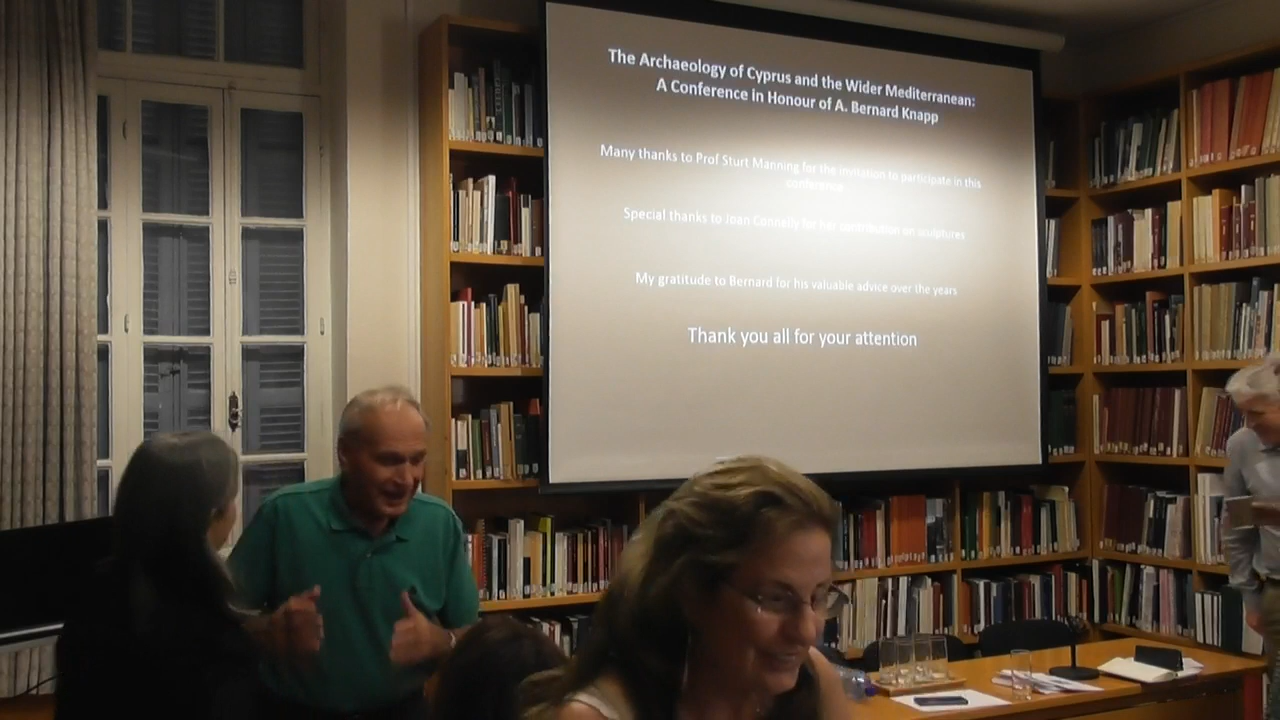 The Archaeology of Cyprus and the Wider Mediterranean:
A Conference in Honour of A. Bernard Knapp
Many thanks to Prof Sturt Manning for the invitation to participate in this
conference
Special thanks to Joan Connelly for her contribution on sculptures
My gratitude to Bernard for his valuable advice over the years
Thank you all for your attention